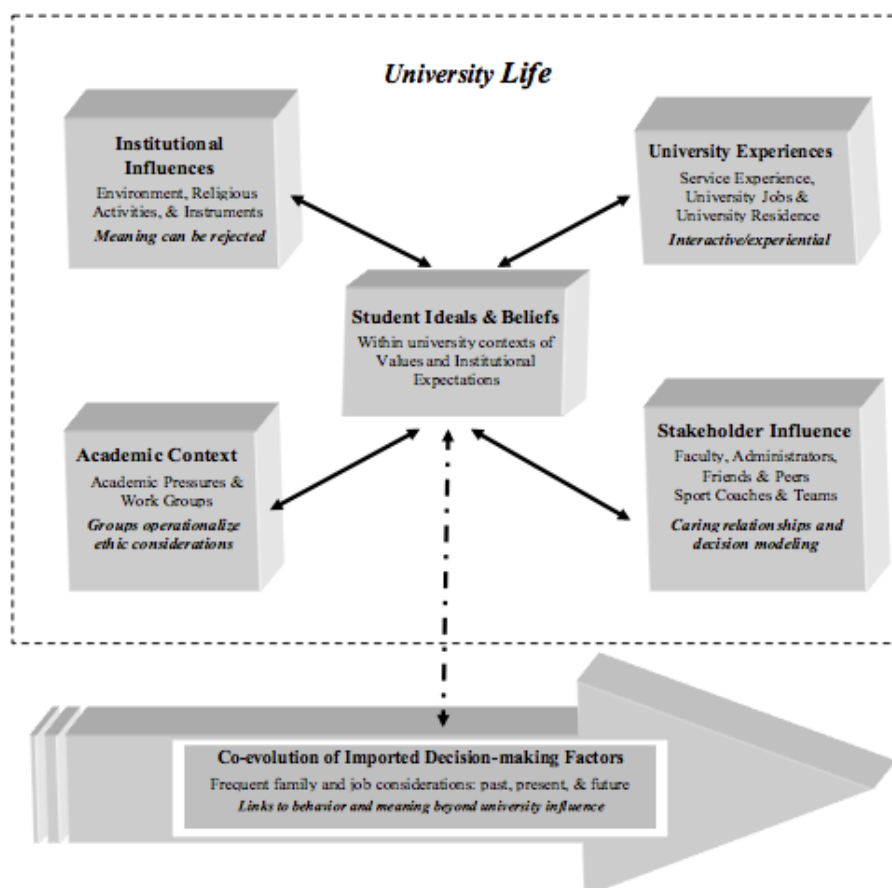 University Life
Institutional
Influences
Environment, Religious
Activities, & Instruments
Meaning can be rejected
University Experiences
Service Experience,
University Jobs &
University Residence
Interactive/experiential
Student Ideals & Beliefs
Within university contexts of
Values and Institutional
Expectations
Academic Context
Academic Pressures &
Work Groups
Groups operationalize
ethic considerations
Stakeholder Influence
Faculty, Administrators,
Friends & Peers
Sport Coaches & Teams
Caring relationships and
decision modeling
Co-evolution of Imported Decision-making Factors
Frequent family and job considerations: past, present, & future
Links to behavior and meaning beyond university influence